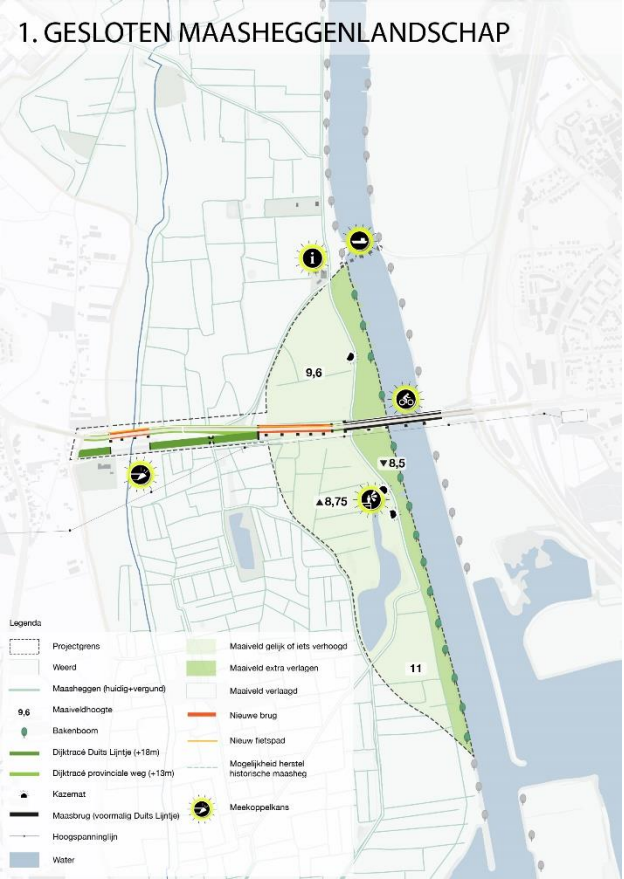 1. GESLOTEN MAASHEGGENLANDSCHAP
i
9,6
▼8,5
▲8,75
11
Legenda
Projectgrens
Weerd
Maasheggen (huidig+vergund)
9,6 Maaiveldhoogte
Bakenboom
Dijktracé Duits Lijntje (+18m)
Dijktracé provinciale weg (+13m)
Kazemat
Maasbrug (voormalig Duits Lijntje)
Hoogspanninglijn
Water
Maaiveld gelijk of iets verhoogd
Maaiveld extra verlagen
Maaiveld verlaagd
Nieuwe brug
Nieuw fietspad
Mogelijkheid herstel
historische maasheg
Meekoppelkans